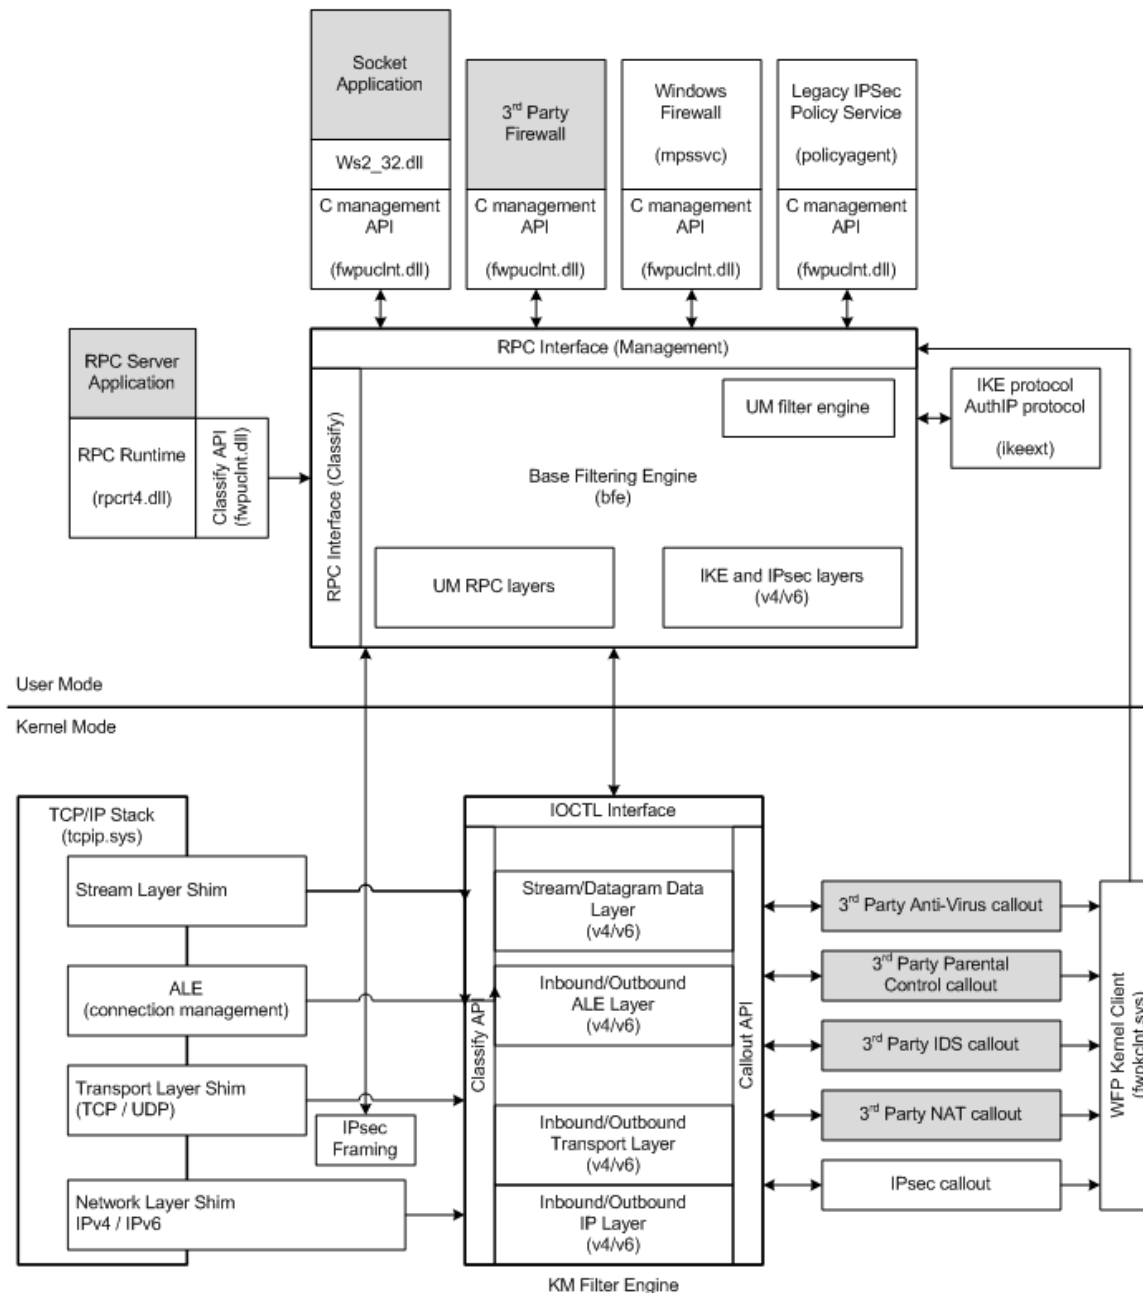 Socket
Application
Ws2_32.dll
C management
API
(fwpuclnt.dll)
3rd Party
Firewall
C management
API
(fwpuclnt.dll)
Windows
Firewall
(mpssvc)
C management
API
(fwpuclnt.dll)
Legacy IPSec
Policy Service
(policyagent)
C management
API
(fwpuclnt.dll)
RPC Server
Application
RPC Runtime
(rpcrt4.dll)
Classify API
(fwpuclnt.dll)
RPC Interface (Management)
RPC Interface (Classify)
UM filter engine
Base Filtering Engine
(bfe)
UM RPC layers
IKE and IPsec layers
(v4/v6)
IKE protocol
AuthIP protocol
(ikeext)
User Mode
Kernel Mode
TCP/IP Stack
(tcpip.sys)
Stream Layer Shim
ALE
(connection management)
Transport Layer Shim
(TCP / UDP)
Network Layer Shim
IPv4 / IPv6
IPsec
Framing
IOCTL Interface
Classify API
Stream/Datagram Data
Layer
(v4/v6)
Inbound/Outbound
ALE Layer
(v4/v6)
Inbound/Outbound
Transport Layer
(v4/v6)
Inbound/Outbound
IP Layer
(v4/v6)
Callout API
KM Filter Engine
3rd Party Anti-Virus callout
3rd Party Parental
Control callout
3rd Party IDS callout
3rd Party NAT callout
IPsec callout
WFP Kernel Client
(fwpkclnt.sys)